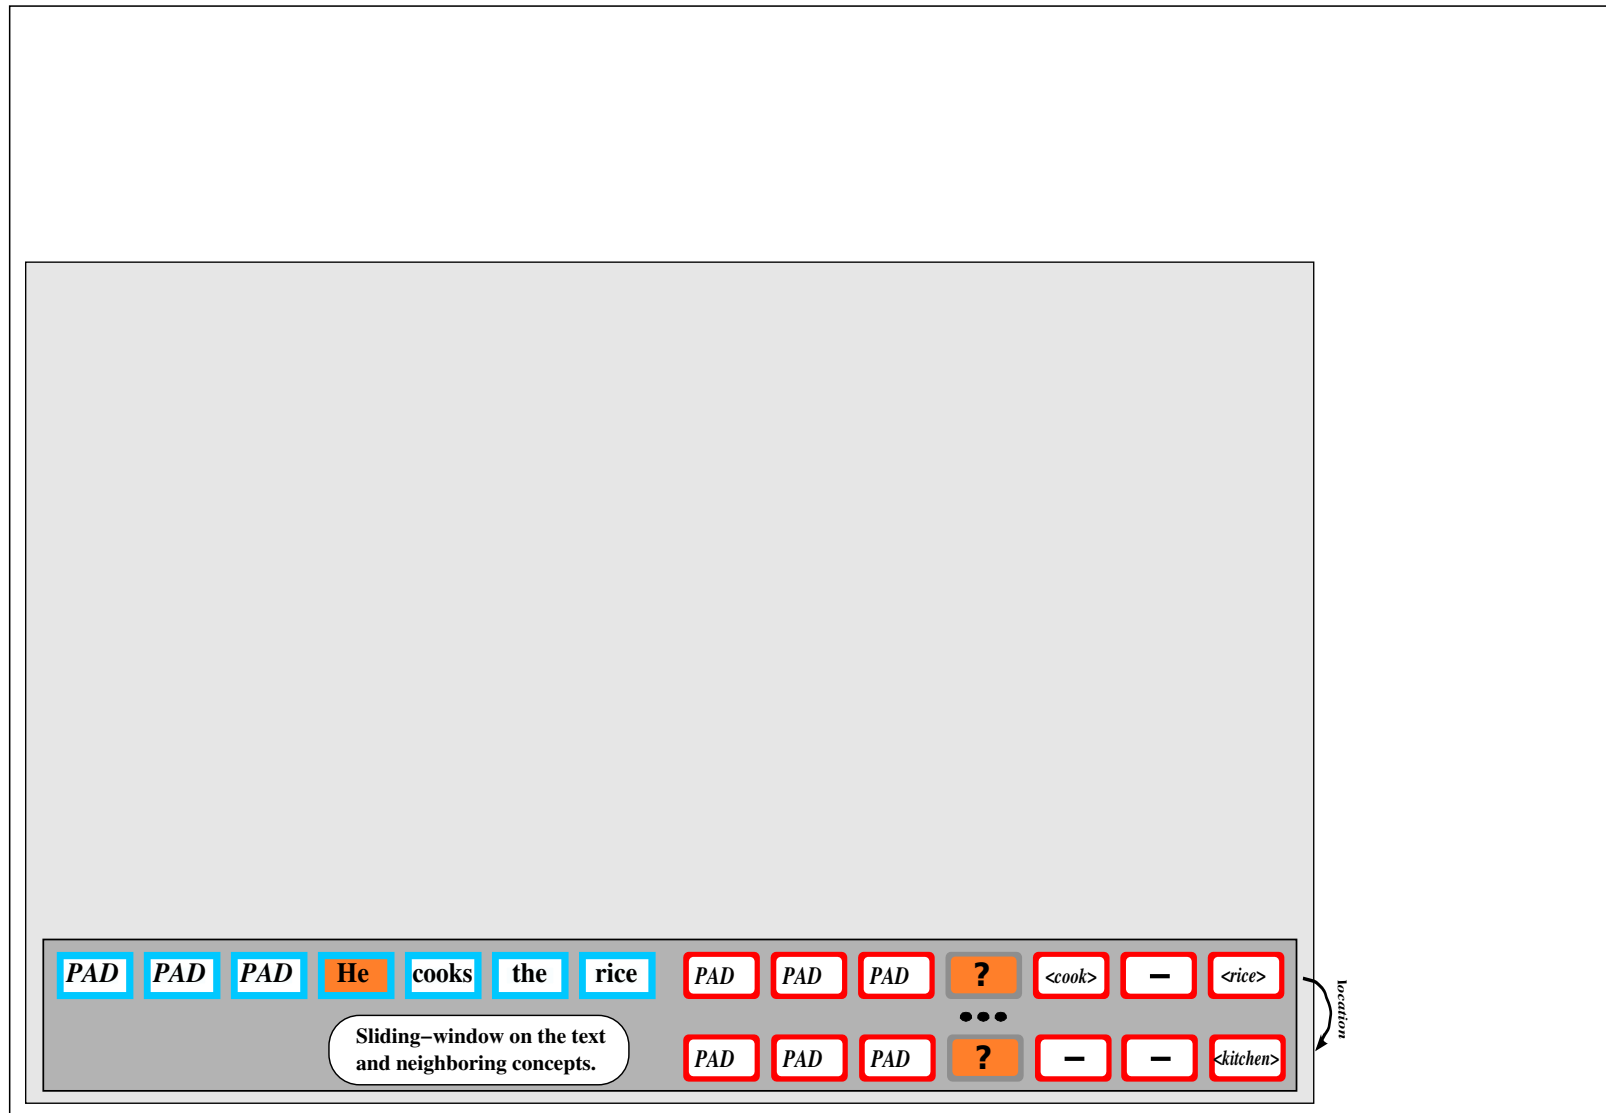 PAD PAD PAD He cooks the rice PAD PAD PAD ? <cook> – <rice>
location
Sliding–window on the text
and neighboring concepts.
PAD PAD PAD ? – – <kitchen>